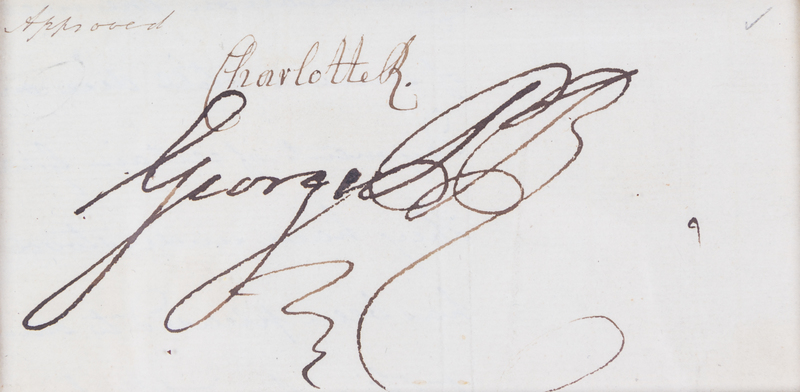 Approved
Charlotte R.
George P R